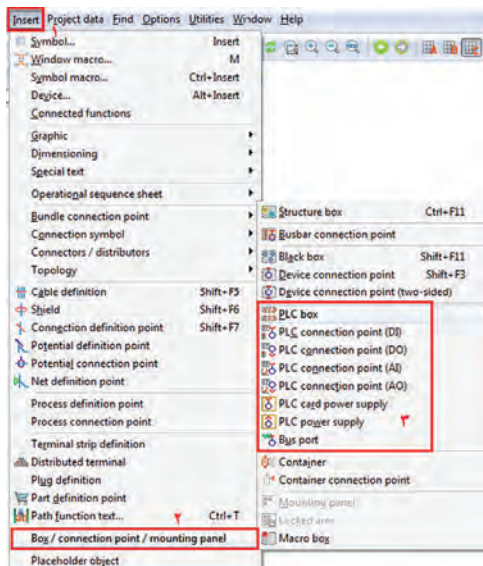 Insert Project data Find Options Utilities Window Help
۱
Symbol... Insert
Window macro... M
Symbol macro... Ctrl+Insert
Device... Alt+Insert
Connected functions
Graphic
Dimensioning
Special text
Operational sequence sheet
Bundle connection point
Connection symbol
Connectors / distributors
Topology
Cable definition Shift+F5
Shield Shift+F6
Connection definition point Shift+F7
Potential definition point
Potential connection point
Net definition point
Process definition point
Process connection point
Terminal strip definition
Distributed terminal
Plug definition
Part definition point
Path function text... Ctrl+T
۲
Box / connection point / mounting panel
Placeholder object
Structure box Ctrl+F11
Busbar connection point
Black box Shift+F11
Device connection point Shift+F3
Device connection point (two-sided)
PLC box
PLC connection point (DI)
PLC connection point (DO)
PLC connection point (AI)
PLC connection point (AO)
PLC card power supply
PLC power supply
۳
Bus port
Container
Container connection point
Mounting panel
Locked area
Macro box